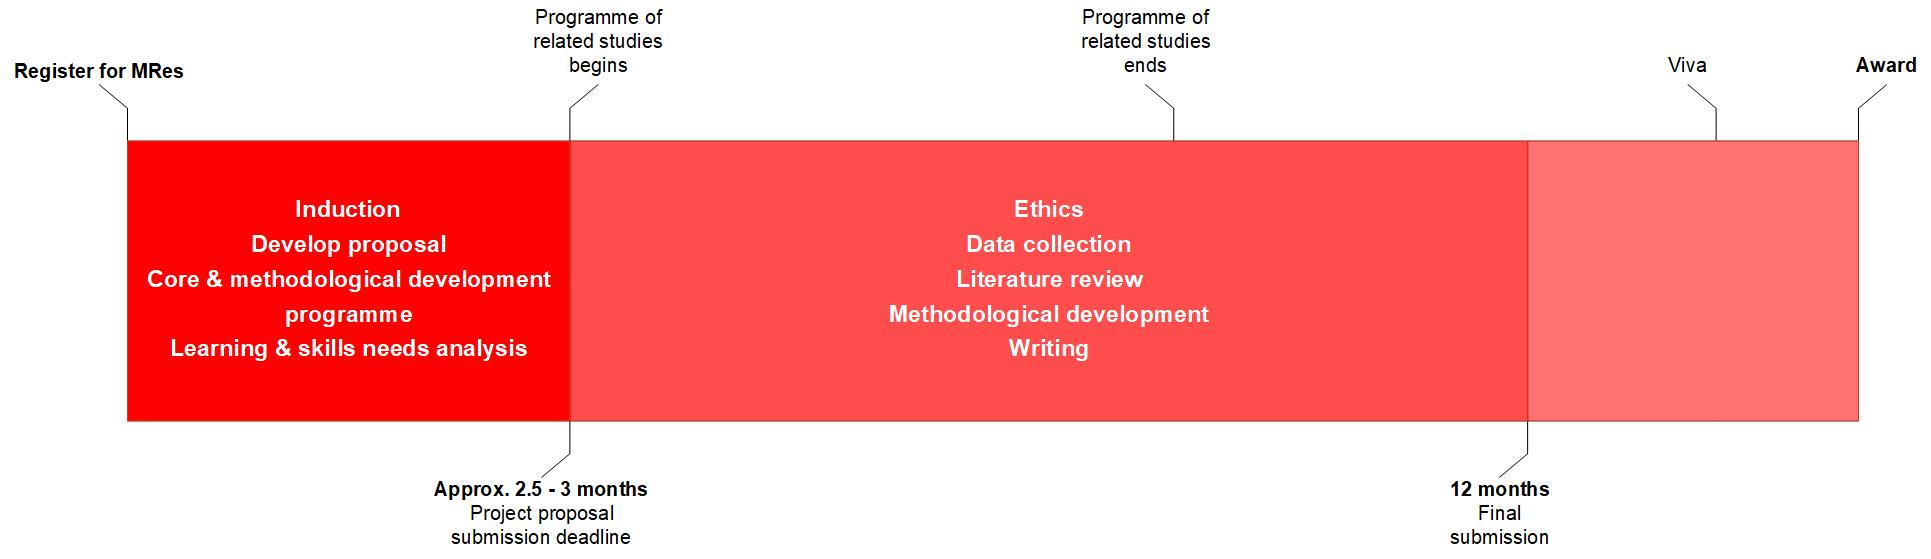 Register for MRes
Programme of
related studies
begins
Programme of
related studies
ends
Viva
Award
Induction
Develop proposal
Core & methodological development
programme
Learning & skills needs analysis
Ethics
Data collection
Literature review
Methodological development
Writing
Approx. 2.5 - 3 months
Project proposal
submission deadline
12 months
Final
submission